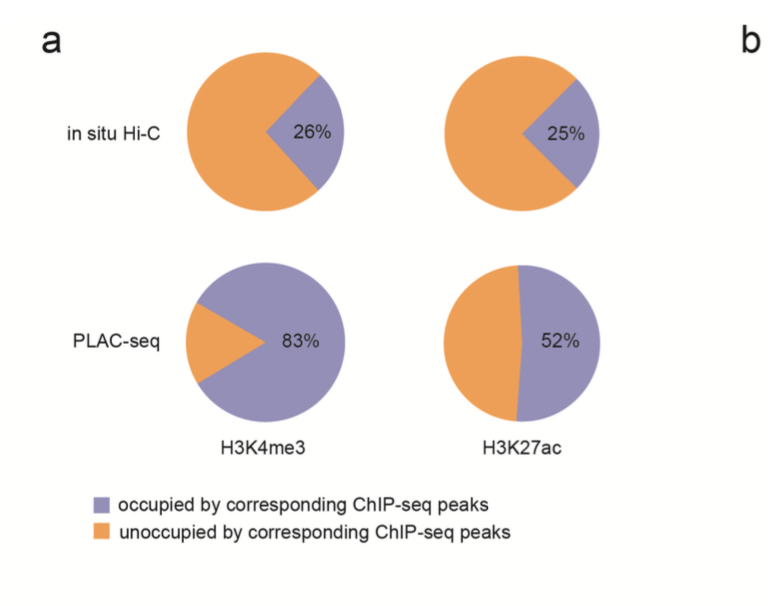 a
b
in situ Hi-C
26%
25%
PLAC-seq
83%
52%
H3K4me3
H3K27ac
occupied by corresponding ChIP-seq peaks
unoccupied by corresponding ChIP-seq peaks